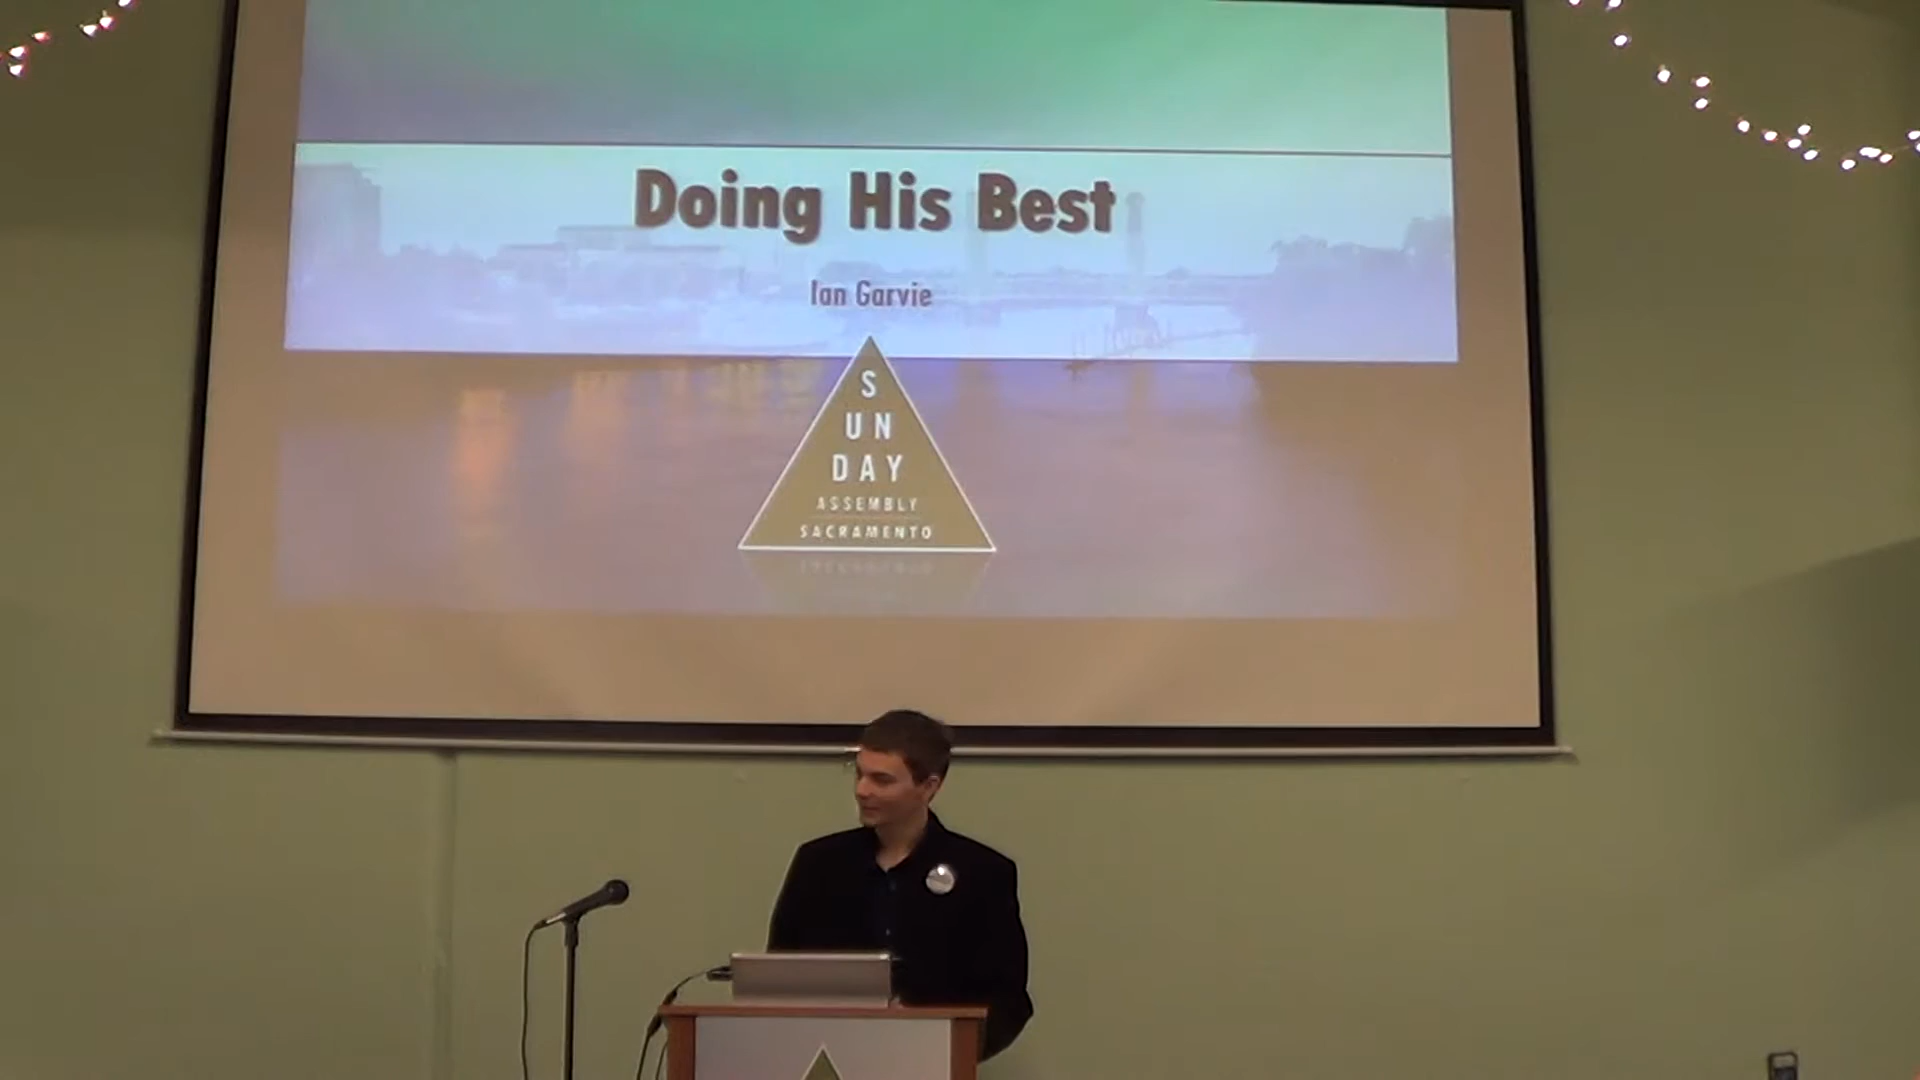 Doing His Best
Ian Garvie
S
UN
DAY
ASSEMBLY
SACRAMENTO